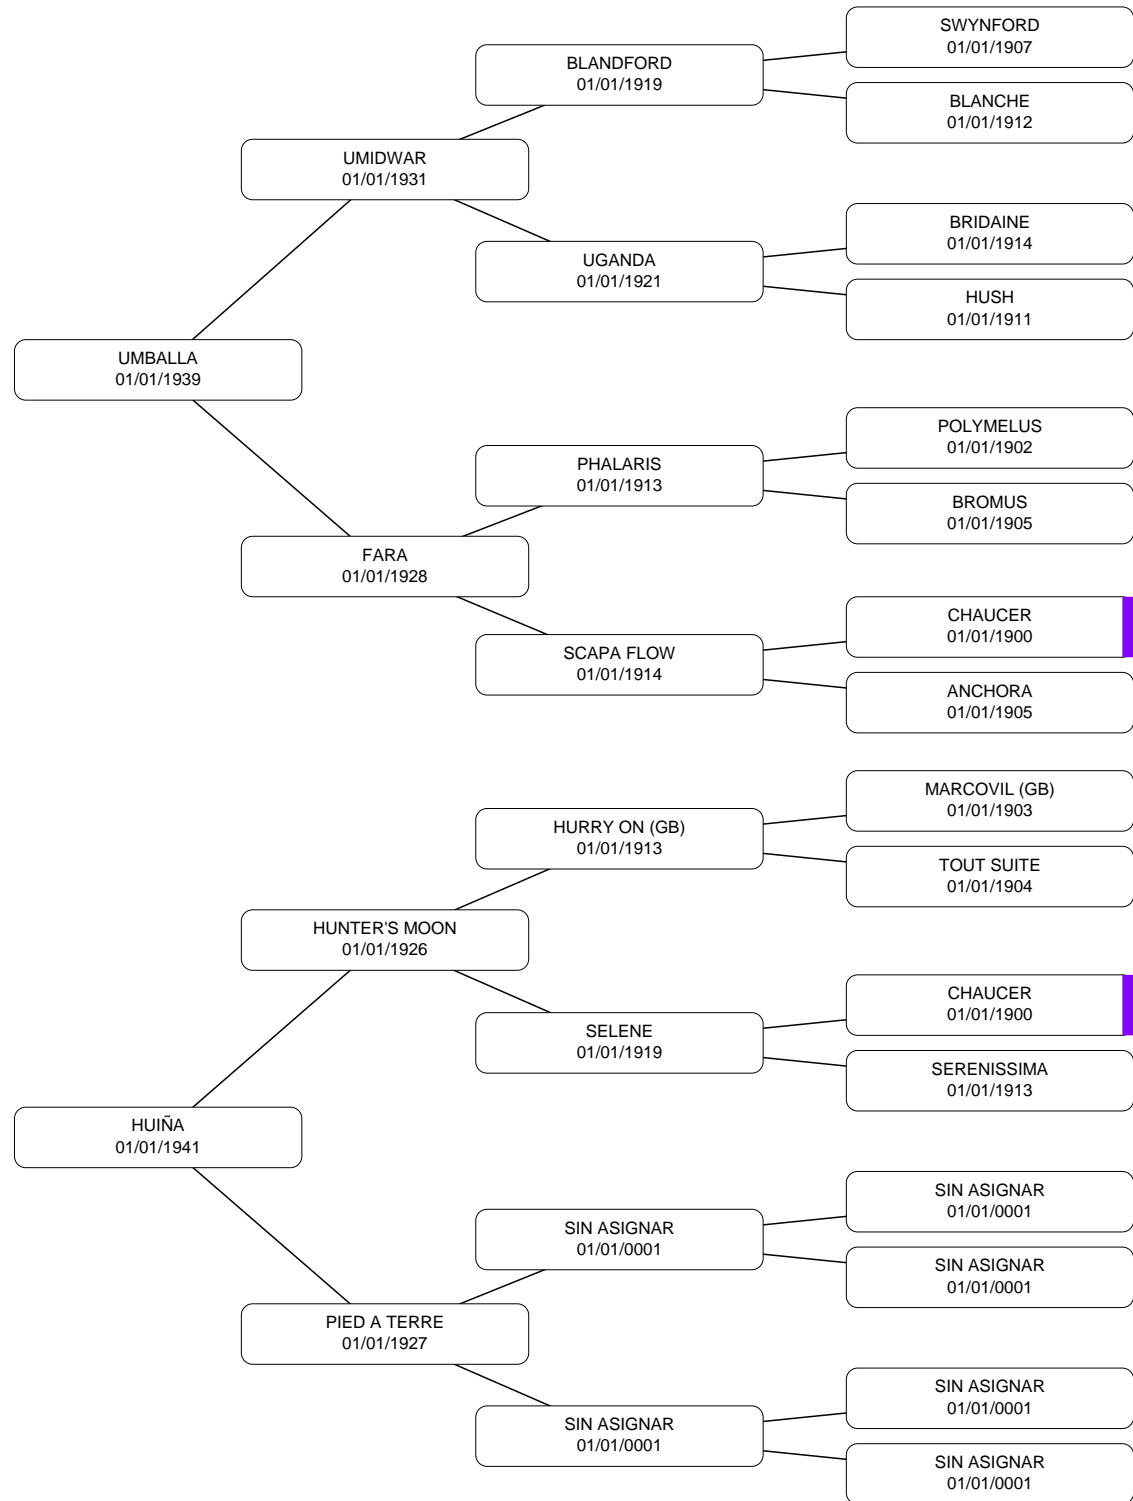 SWYNFORD
01/01/1907
BLANDFORD
01/01/1919
BLANCHE
01/01/1912
UMIDWAR
01/01/1931
BRIDAINE
01/01/1914
UGANDA
01/01/1921
HUSH
01/01/1911
UMBALLA
01/01/1939
POLYMELUS
01/01/1902
PHALARIS
01/01/1913
BROMUS
01/01/1905
FARA
01/01/1928
CHAUCER
01/01/1900
SCAPA FLOW
01/01/1914
ANCHORA
01/01/1905
MARCOVIL (GB)
01/01/1903
HURRY ON (GB)
01/01/1913
TOUT SUITE
01/01/1904
HUNTER'S MOON
01/01/1926
CHAUCER
01/01/1900
SELENE
01/01/1919
SERENISSIMA
01/01/1913
HUIÑA
01/01/1941
SIN ASIGNAR
01/01/0001
SIN ASIGNAR
01/01/0001
SIN ASIGNAR
01/01/0001
PIED A TERRE
01/01/1927
SIN ASIGNAR
01/01/0001
SIN ASIGNAR
01/01/0001
SIN ASIGNAR
01/01/0001